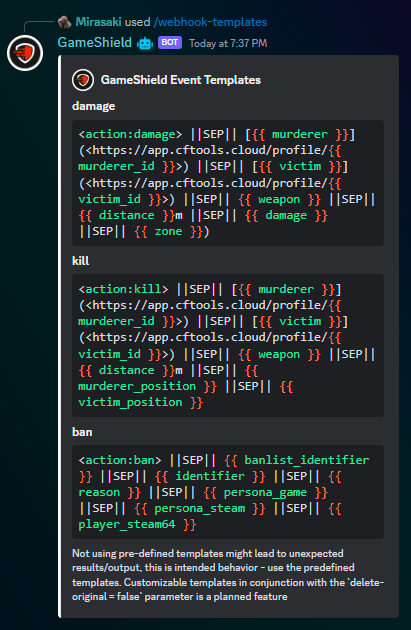 Mirasaki used /webhook-templates
GameShield BOT Today at 7:37 PM
GameShield Event Templates
damage
<action:damage> ||SEP|| [{{ murderer }}]
(<https://app.cftools.cloud/profile/{{
murderer_id }}>) ||SEP|| [{{ victim }}]
(<https://app.cftools.cloud/profile/{{
victim_id }}>) ||SEP|| {{ weapon }} ||SEP||
{{ distance }}m ||SEP|| {{ damage }}
||SEP|| {{ zone }})
kill
<action:kill> ||SEP|| [{{ murderer }}]
(<https://app.cftools.cloud/profile/{{
murderer_id }}>) ||SEP|| [{{ victim }}]
(<https://app.cftools.cloud/profile/{{
victim_id }}>) ||SEP|| {{ weapon }} ||SEP||
{{ distance }}m ||SEP|| {{
murderer_position }} ||SEP|| {{
victim_position }}
ban
<action:ban> ||SEP|| {{ banlist_identifier
}} ||SEP|| {{ identifier }} ||SEP|| {{
reason }} ||SEP|| {{ persona_game }}
||SEP|| {{ persona_steam }} ||SEP|| {{
player_steam64 }}
Not using pre-defined templates might lead to unexpected
results/output, this is intended behavior - use the predefined
templates. Customizable templates in conjunction with the `delete-
original = false` parameter is a planned feature